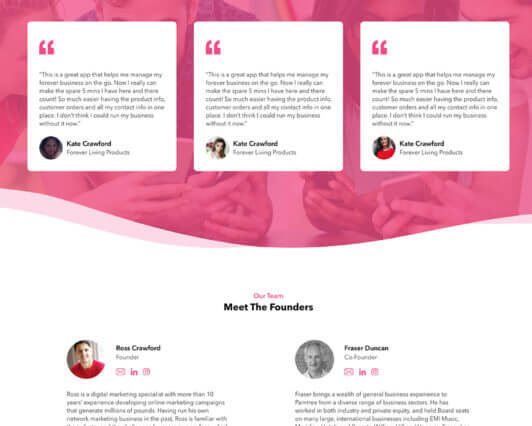 “This is a great app that helps me manage my
forever business on the go. Now I really can
make the spare 5 mins I have here and there
count! So much easier having the product info,
customer orders and all my contact info in one
place. I don't think I could run my business
without it now.”
Kate Crawford
Forever Living Products
“This is a great app that helps me manage my
forever business on the go. Now I really can
make the spare 5 mins I have here and there
count! So much easier having the product info,
customer orders and all my contact info in one
place. I don't think I could run my business
without it now.”
Kate Crawford
Forever Living Products
“This is a great app that helps me manage my
forever business on the go. Now I really can
make the spare 5 mins I have here and there
count! So much easier having the product info,
customer orders and all my contact info in one
place. I don't think I could run my business
without it now.”
Kate Crawford
Forever Living Products
Our Team
Meet The Founders
Ross Crawford
Founder
Ross is a digital marketing specialist with more than 10
years' experience developing online marketing campaigns
that generate millions of pounds. Having run his own
network marketing business in the past, Ross is familiar with
Fraser Duncan
Co-Founder
Fraser brings a wealth of general business experience to
Parntree from a diverse range of business sectors. He has
worked in both industry and private equity, and held Board seats
on many large, international businesses including EMI Music,